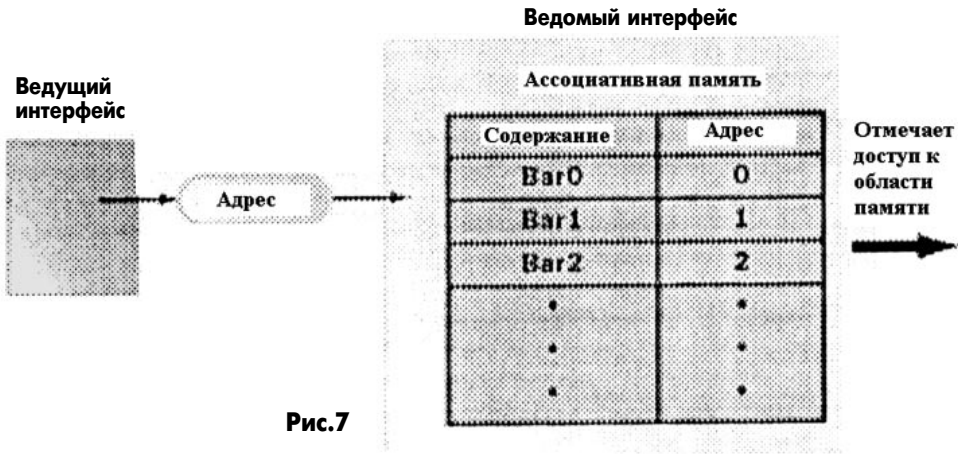 Ведомый интерфейс
Ведущий
интерфейс
Адрес
Ассоциативная память
Содержание Адрес
Bar0 0
Bar1 1
Bar2 2
Отмечает
доступ к
области
памяти
Рис.7